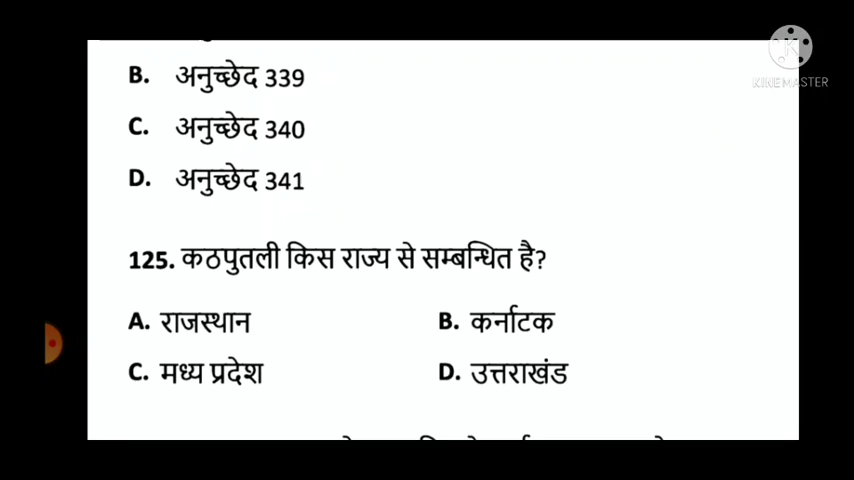 KINEMASTER
B. अनुच्छेद 339
C. अनुच्छेद 340
D. अनुच्छेद 341
125. कठपुतली किस राज्य से सम्बन्धित है?
A. राजस्थान B. कर्नाटक
C. मध्य प्रदेश D. उत्तराखंड